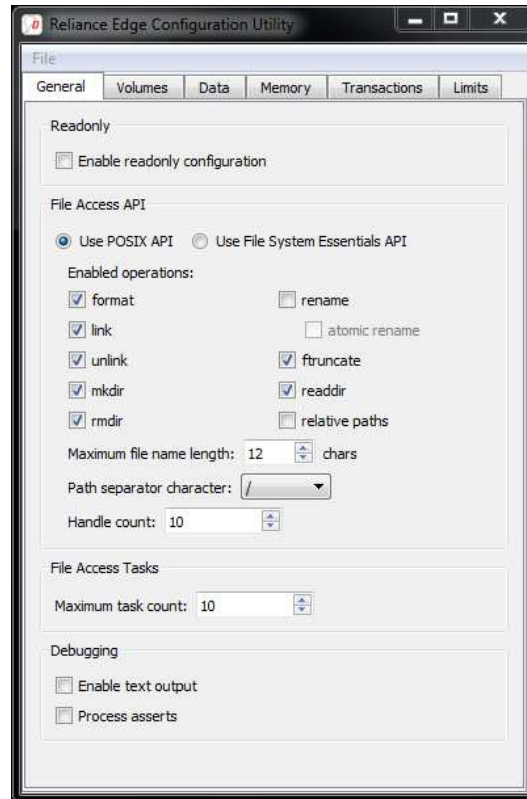 Reliance Edge Configuration Utility
File
General Volumes Data Memory Transactions Limits
Readonly
Enable readonly configuration
File Access API
Use POSIX API Use File System Essentials API
Enabled operations:
format rename
link atomic rename
unlink ftruncate
mkdir readdir
rmdir relative paths
Maximum file name length: 12 chars
Path separator character: /
Handle count: 10
File Access Tasks
Maximum task count: 10
Debugging
Enable text output
Process asserts